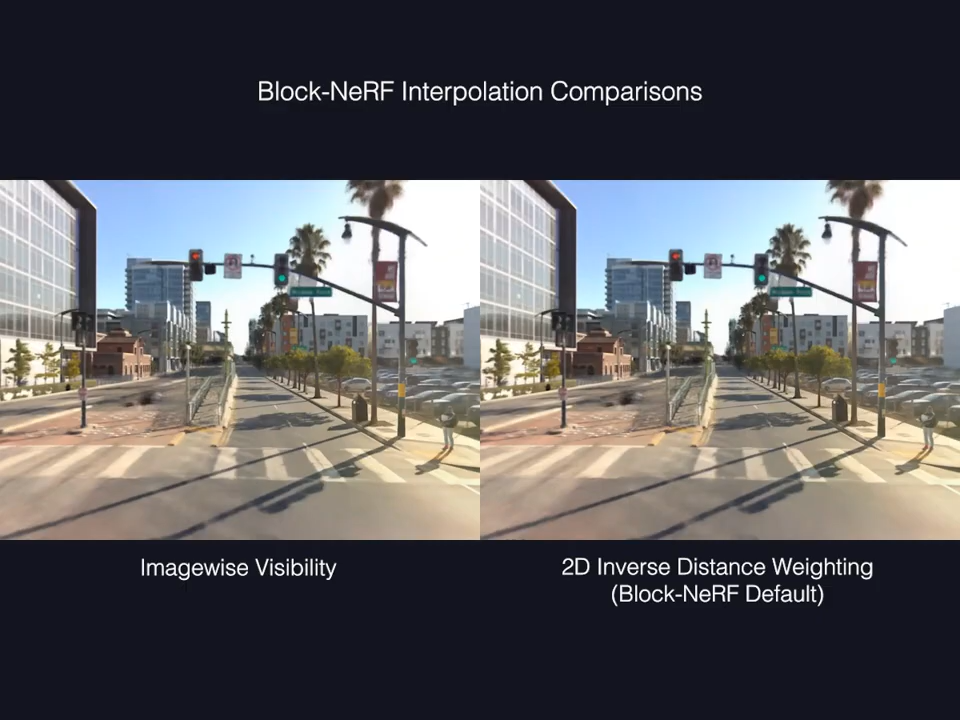 Block-NeRF Interpolation Comparisons
Imagewise Visibility
2D Inverse Distance Weighting
(Block-NeRF Default)